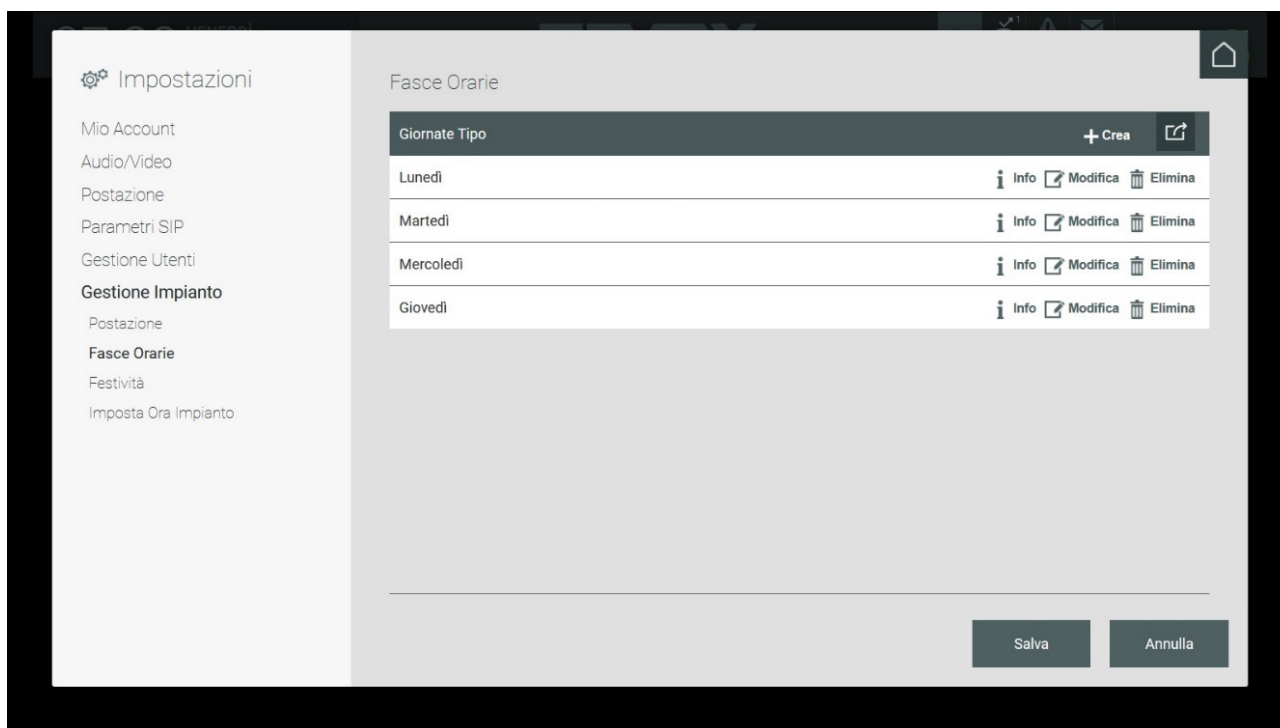 Impostazioni
Mio Account
Audio/Video
Postazione
Parametri SIP
Gestione Utenti
Gestione Impianto
Postazione
Fasce Orarie
Festività
Imposta Ora Impianto
Fasce Orarie
Giornate Tipo Crea
Lunedì Info Modifica Elimina
Martedì Info Modifica Elimina
Mercoledì Info Modifica Elimina
Giovedì Info Modifica Elimina
Salva Annulla